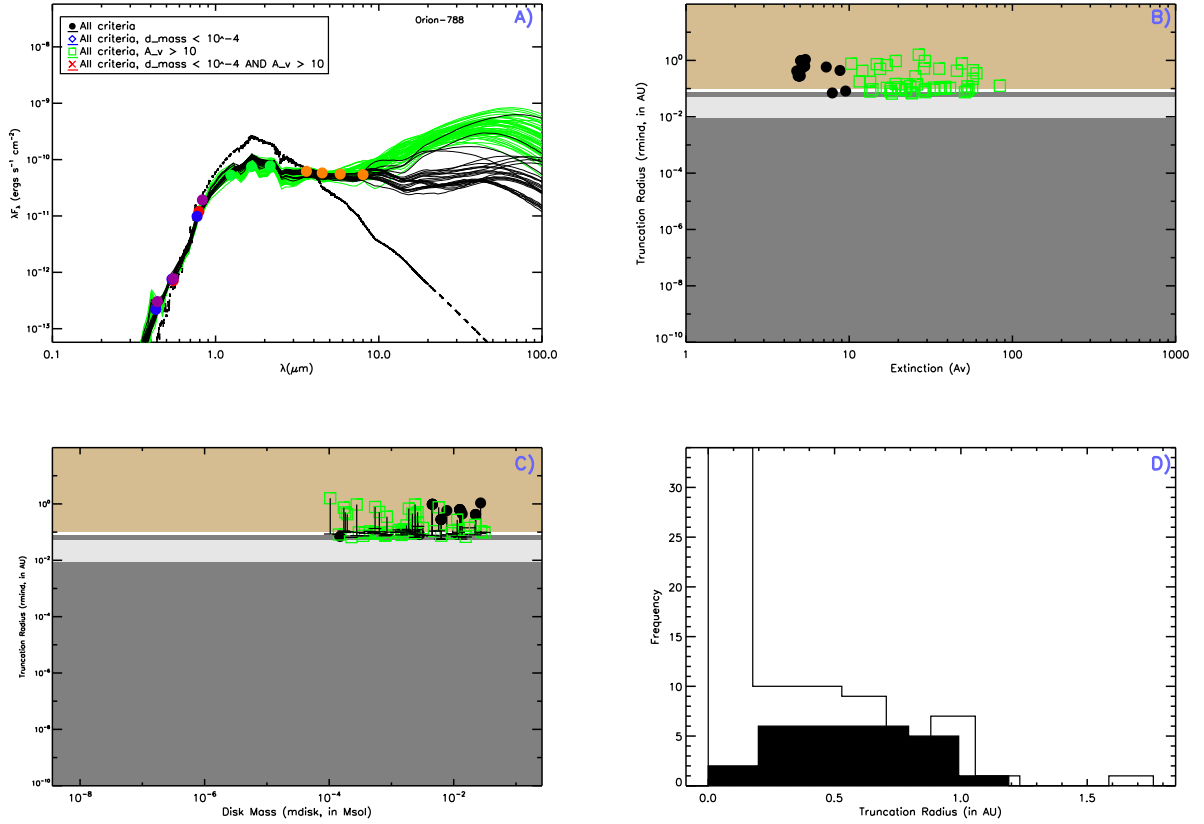 A)
Orion-788
All criteria
All criteria, d_mass < 10^-4
All criteria, A_v > 10
All criteria, d_mass < 10^-4 AND A_v > 10
λFλ (ergs s⁻¹ cm⁻²)
10⁻⁸
10⁻⁹
10⁻¹⁰
10⁻¹¹
10⁻¹²
10⁻¹³
0.1 1.0 10.0 100.0
λ(μm)
B)
Truncation Radius (rmind, in AU)
10⁰
10⁻²
10⁻⁴
10⁻⁶
10⁻⁸
10⁻¹⁰
1 10 100 1000
Extinction (Av)
C)
Truncation Radius (rmind, in AU)
10⁰
10⁻²
10⁻⁴
10⁻⁶
10⁻⁸
10⁻¹⁰
10⁻⁸ 10⁻⁶ 10⁻⁴ 10⁻²
Disk Mass (mdisk, in Msol)
D)
Frequency
30
25
20
15
10
5
0
0.0 0.5 1.0 1.5
Truncation Radius (in AU)